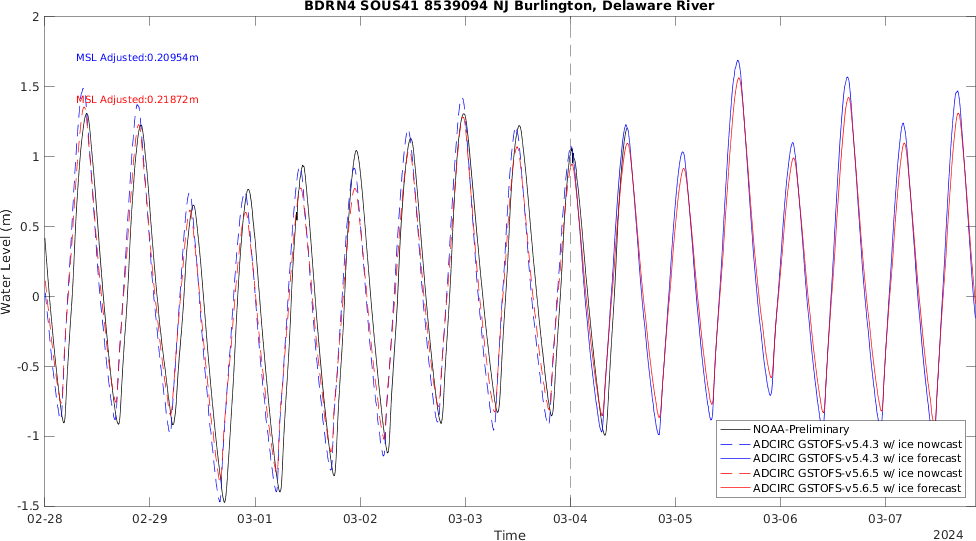 BDRN4 SOUS41 8539094 NJ Burlington, Delaware River
2
MSL Adjusted:0.20954m
1.5
MSL Adjusted:0.21872m
1
0.5
Water Level (m)
0
-0.5
-1
NOAA-Preliminary
ADCIRC GSTOFS-v5.4.3 w/ ice nowcast
ADCIRC GSTOFS-v5.4.3 w/ ice forecast
ADCIRC GSTOFS-v5.6.5 w/ ice nowcast
ADCIRC GSTOFS-v5.6.5 w/ ice forecast
-1.5
02-28 02-29 03-01 03-02 03-03 03-04 03-05 03-06 03-07
Time
2024